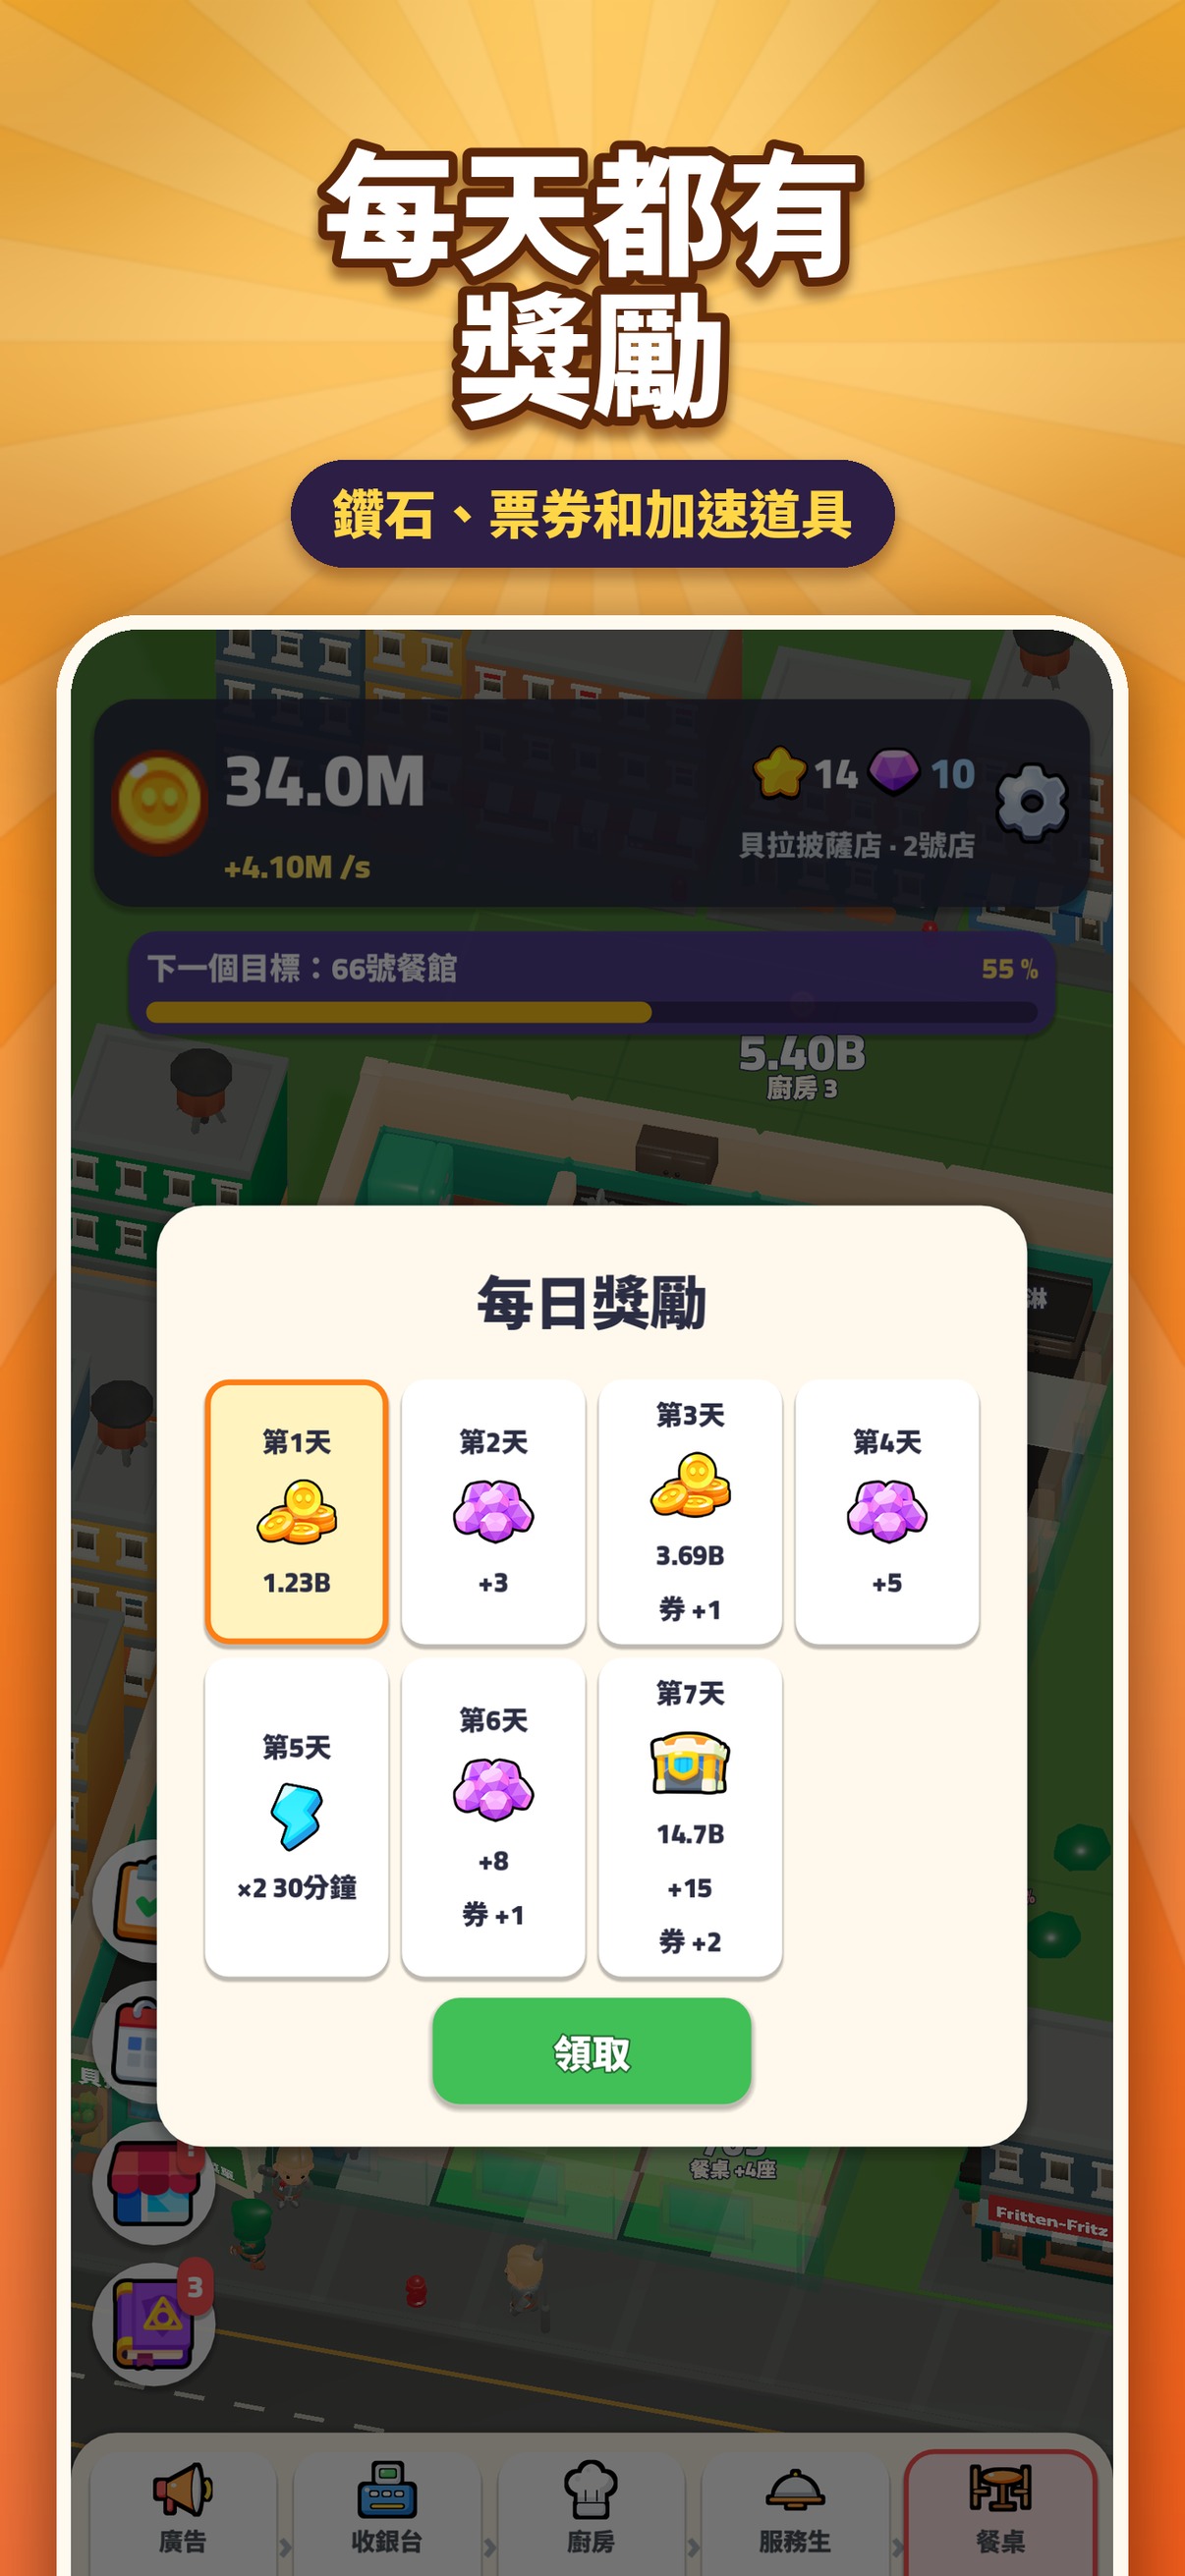 每天都有
獎勵
鑽石、票券和加速道具
34.0M
14
10
+4.10M /s
貝拉披薩店 · 2號店
下一個目標：66號餐館
55 %
5.40B
廚房 3
淋
每日獎勵
第1天
1.23B
第2天
+3
第3天
3.69B
券 +1
第4天
+5
第5天
×2 30分鐘
第6天
+8
券 +1
第7天
14.7B
+15
券 +2
領取
餐桌 +4座
Fritten-Fritz
3
廣告
收銀台
廚房
服務生
餐桌